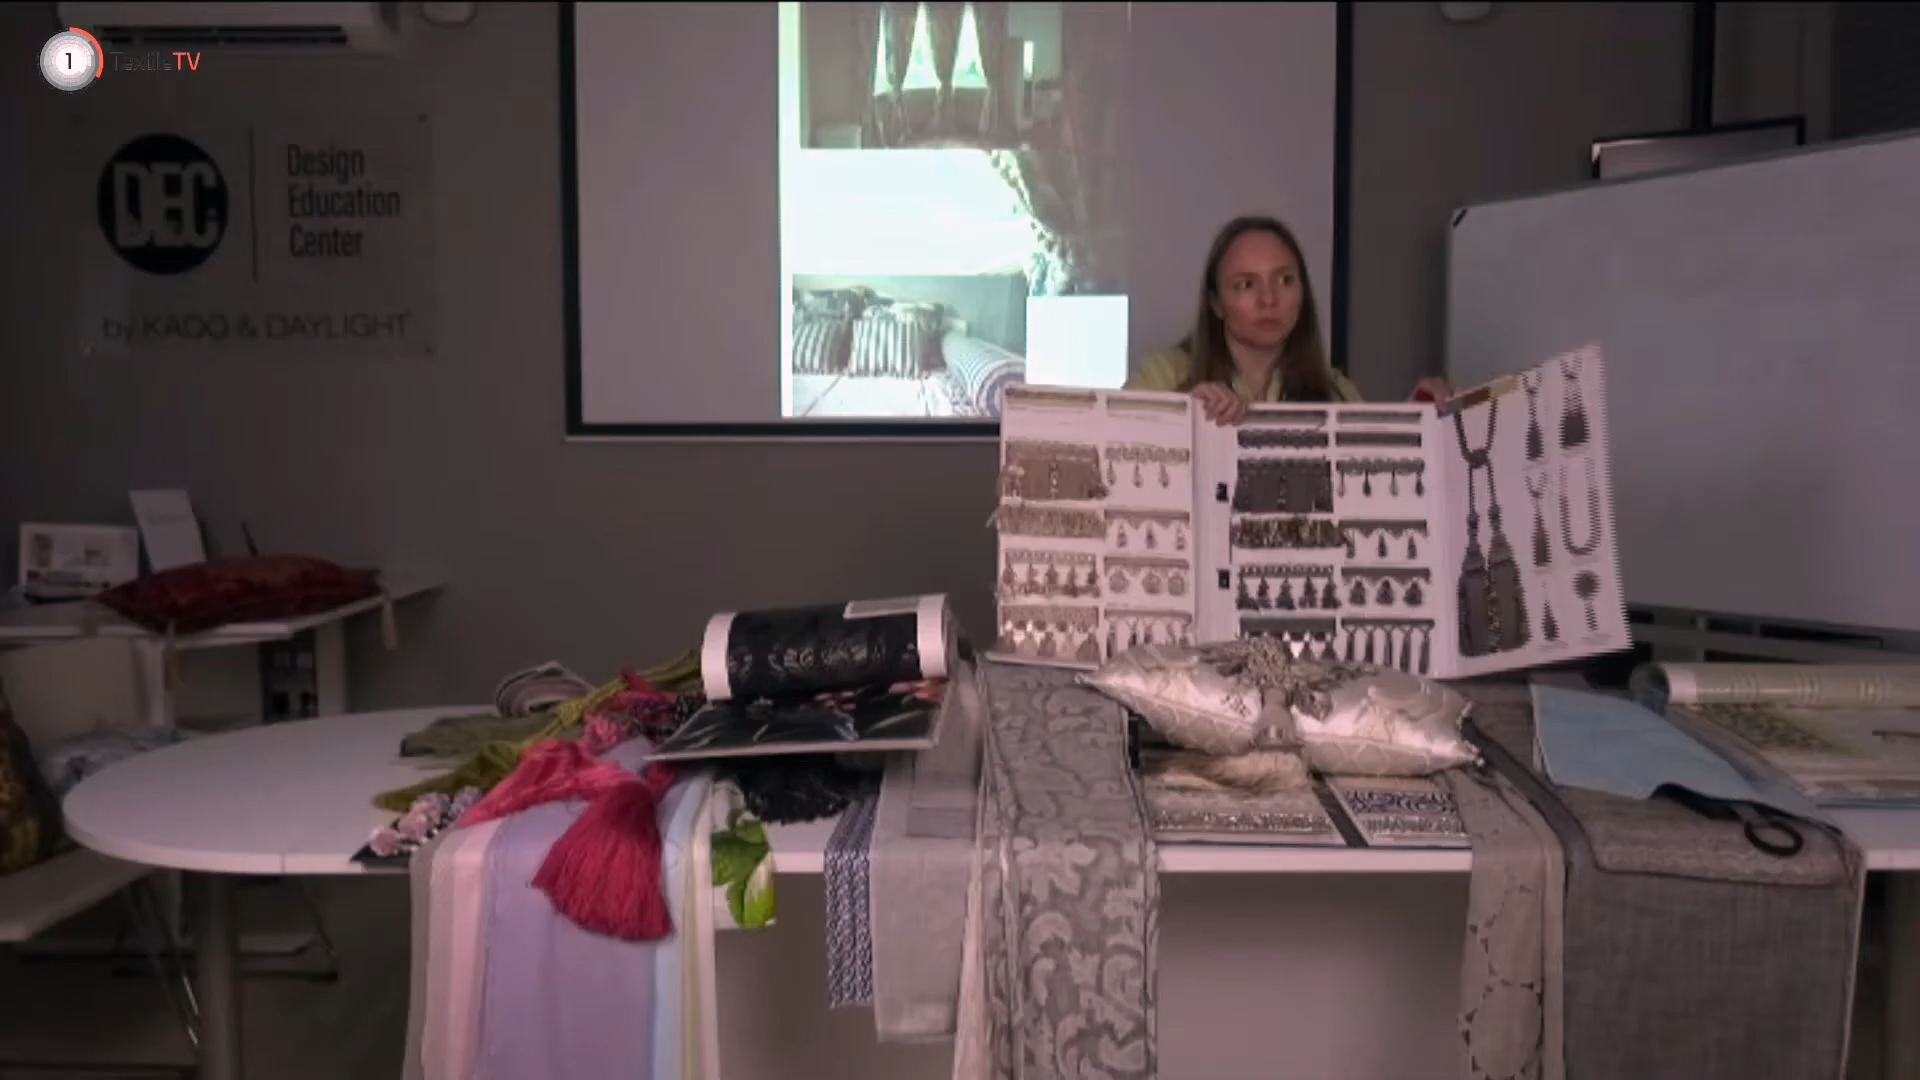 1
TextileTV
DEC
Design
Education
Center
by KADO & DAYLIGHT